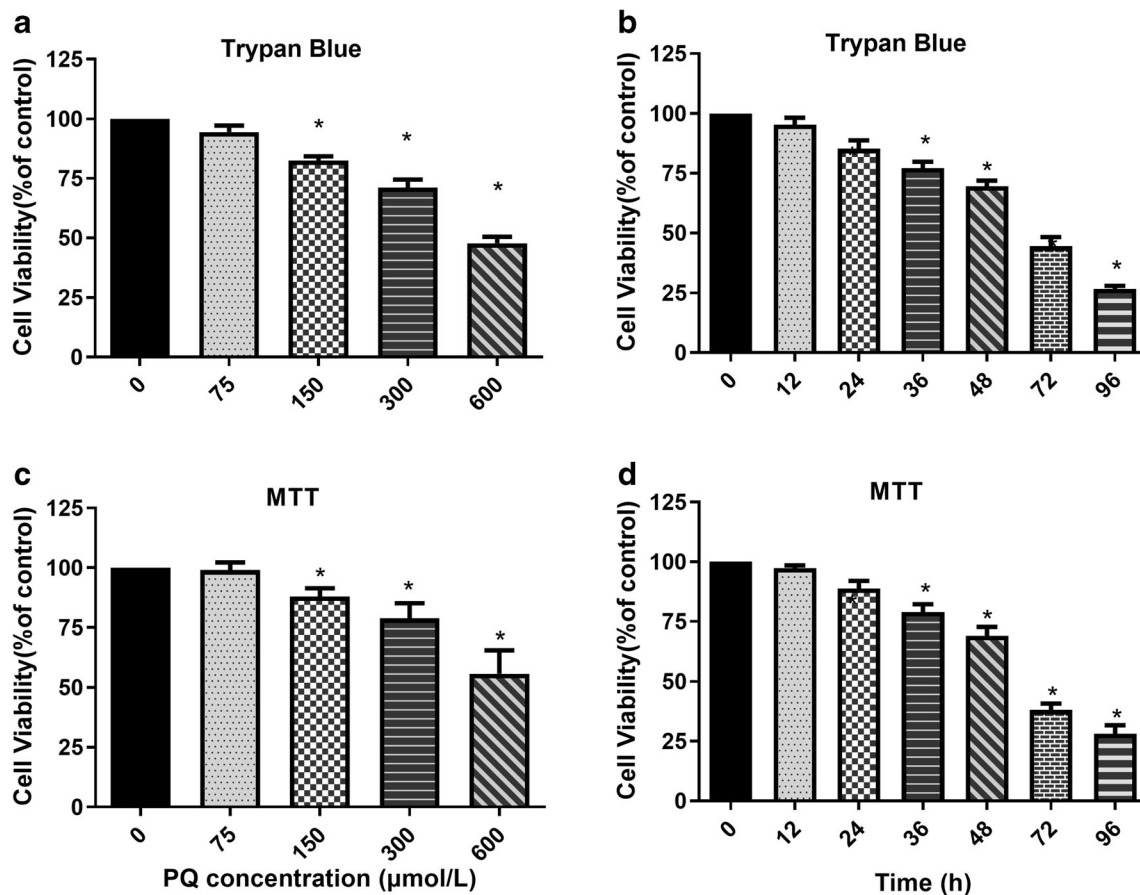 a
Trypan Blue
Cell Viability(%of control)
125
100
75
50
25
0
* * *
0 75 150 300 600
b
Trypan Blue
Cell Viability(%of control)
125
100
75
50
25
0
* * * * *
0 12 24 36 48 72 96
c
MTT
Cell Viability(%of control)
125
100
75
50
25
0
* * *
0 75 150 300 600
PQ concentration (μmol/L)
d
MTT
Cell Viability(%of control)
125
100
75
50
25
0
* * * * *
0 12 24 36 48 72 96
Time (h)